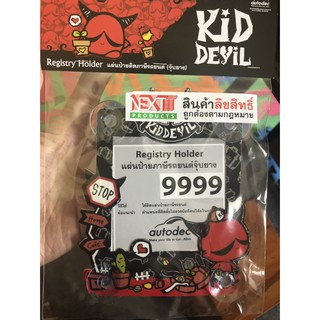 KiD
DEViL
autodec
Registry Holder แผ่นป้ายติดภาษีรถยนต์ (จุ๊บยาง)
NEXTTT
PRODUCTS
สินค้าลิขสิทธิ์
ถูกต้องตามกฎหมาย
KIDDEVIL
Registry Holder
แผ่นป้ายภาษีรถยนต์จุ๊บยาง
9999
autodec
STOP
Home